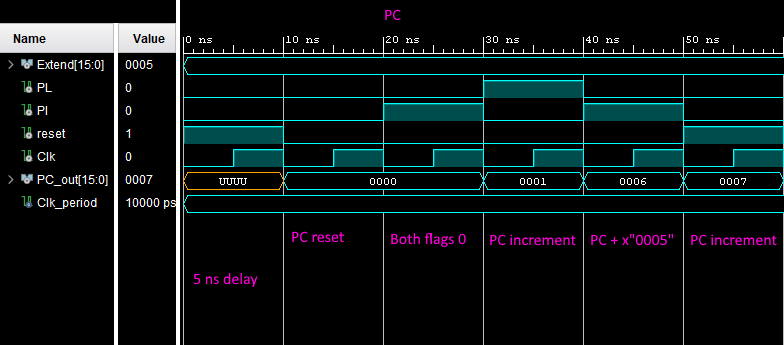 PC
Name Value
0 ns 10 ns 20 ns 30 ns 40 ns 50 ns
Extend[15:0] 0005
PL 0
PI 0
reset 1
Clk 0
PC_out[15:0] 0007 UUUU 0000 0001 0006 0007
Clk_period 10000 ps
PC reset Both flags 0 PC increment PC + x"0005" PC increment
5 ns delay